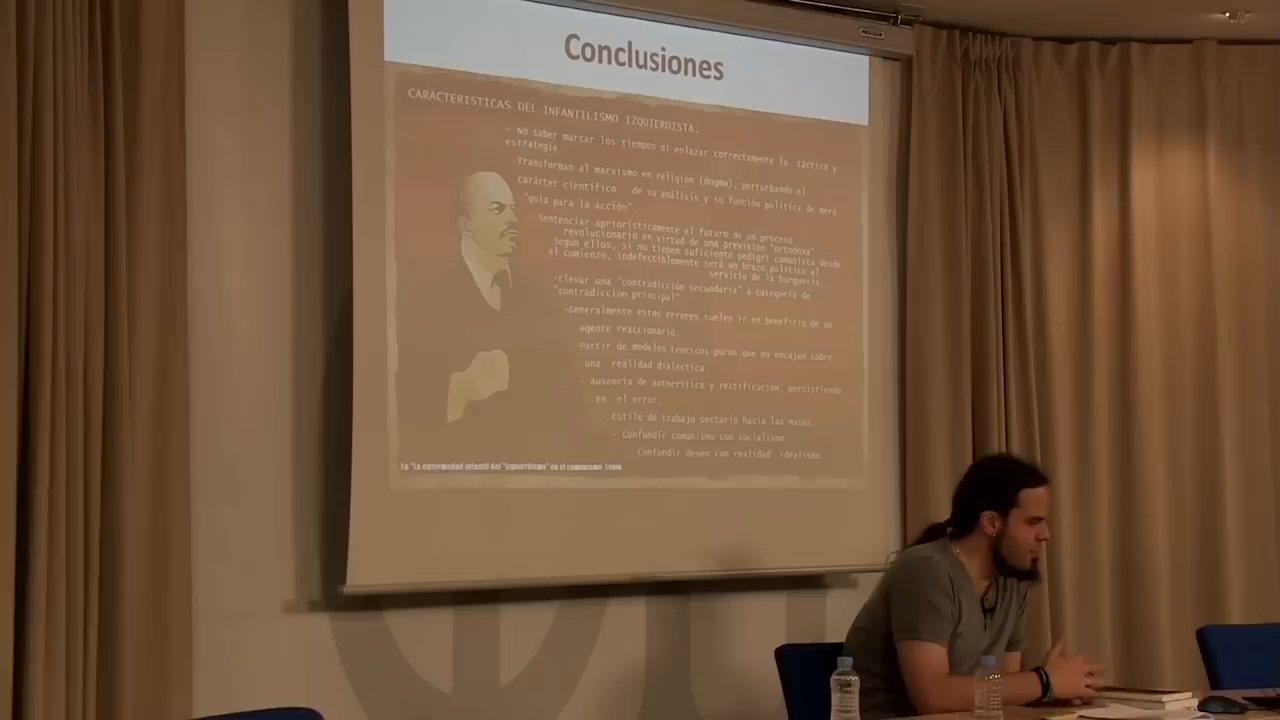 Conclusiones
CARACTERISTICAS DEL INFANTILISMO IZQUIERDISTA:
- No saber marcar los tiempos ni enlazar correctamente la táctica y
estrategia.
-Transforman al marxismo en religión (dogma), perturbando el
carácter científico de su análisis y su función política de mera
"guía para la acción"
- Sentenciar apriorísticamente el futuro de un proceso
revolucionario en virtud de una previsión "ortodoxa"
Según ellos, si no tienen suficiente pedigrí comunista desde
el comienzo, indefectiblemente será un brazo político al
servicio de la burguesía.
-Elevar una "contradicción secundaria" a categoría de
"contradicción principal"
-Generalmente estos errores suelen ir en beneficio de un
agente reaccionario.
Partir de modelos teóricos puros que no encajan sobre
una realidad dialéctica.
- Ausencia de autocrítica y rectificación, persistiendo
en el error.
- Estilo de trabajo sectario hacia las masas.
- Confundir comunismo con socialismo.
- Confundir deseo con realidad: idealismo.
En "La enfermedad infantil del "izquierdismo" en el comunismo. Lenin